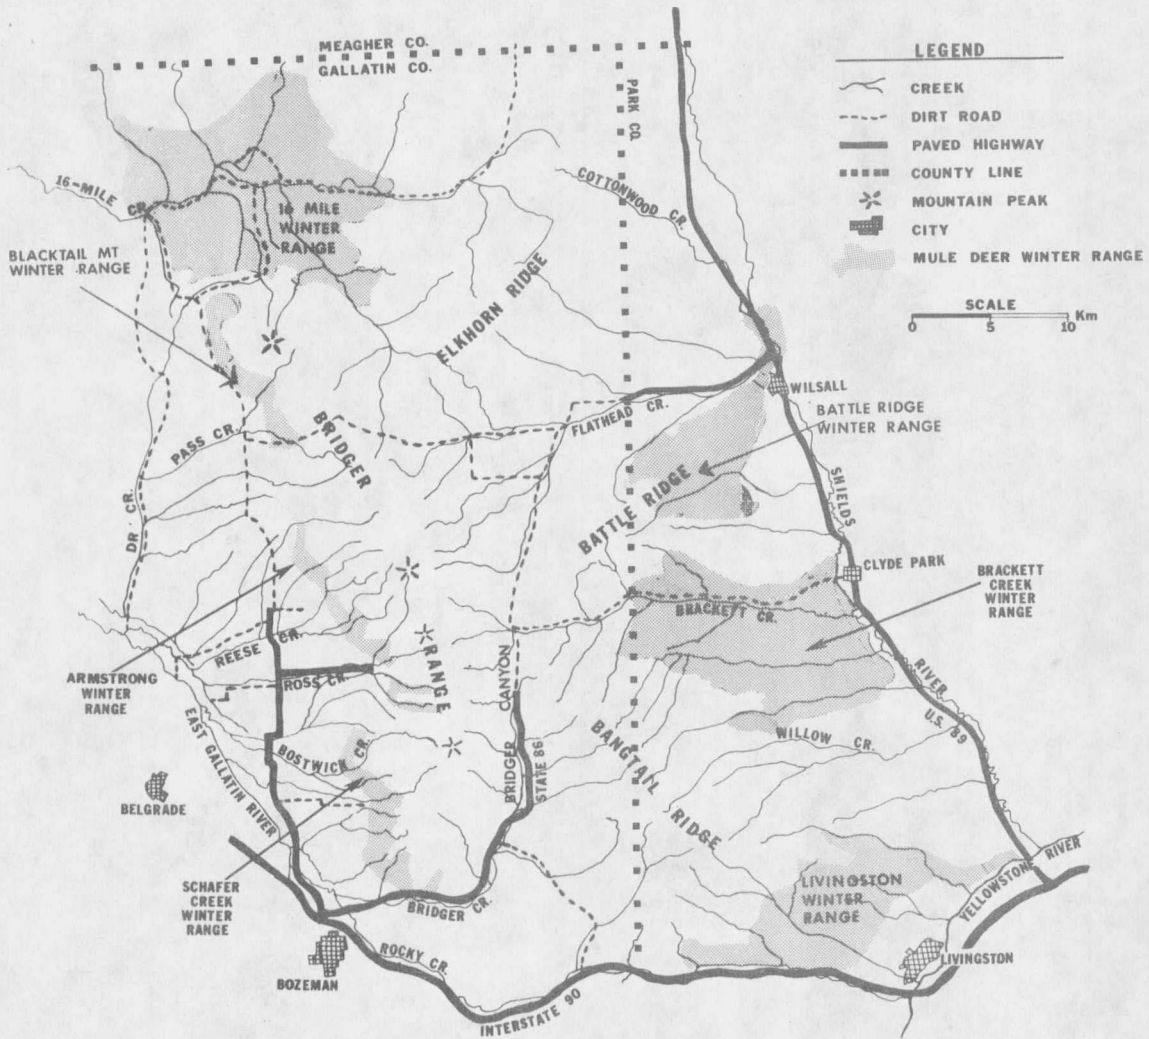 MEAGHER CO.
GALLATIN CO.
PARK CO.
LEGEND
CREEK
DIRT ROAD
PAVED HIGHWAY
COUNTY LINE
MOUNTAIN PEAK
CITY
MULE DEER WINTER RANGE
SCALE
0 5 10 Km
16-MILE CR.
16 MILE
WINTER
RANGE
COTTONWOOD CR.
BLACKTAIL MT
WINTER RANGE
ELKHORN RIDGE
WILSALL
BATTLE RIDGE
WINTER RANGE
FLATHEAD CR.
PASS CR.
BRIDGER
RANGE
DRY CR.
BATTLE RIDGE
SHIELDS
RIVER
CLYDE PARK
BRACKETT
CREEK
WINTER
RANGE
BRACKETT CR.
REESE CR.
ARMSTRONG
WINTER
RANGE
ROSS CR.
BRIDGER CANYON
STATE 86
U.S. 89
WILLOW CR.
BANGTAIL RIDGE
BOSTWICK CR.
EAST GALLATIN RIVER
BELGRADE
SCHAFER
CREEK
WINTER
RANGE
BRIDGER CR.
LIVINGSTON
WINTER
RANGE
YELLOWSTONE RIVER
LIVINGSTON
ROCKY CR.
BOZEMAN
INTERSTATE 90